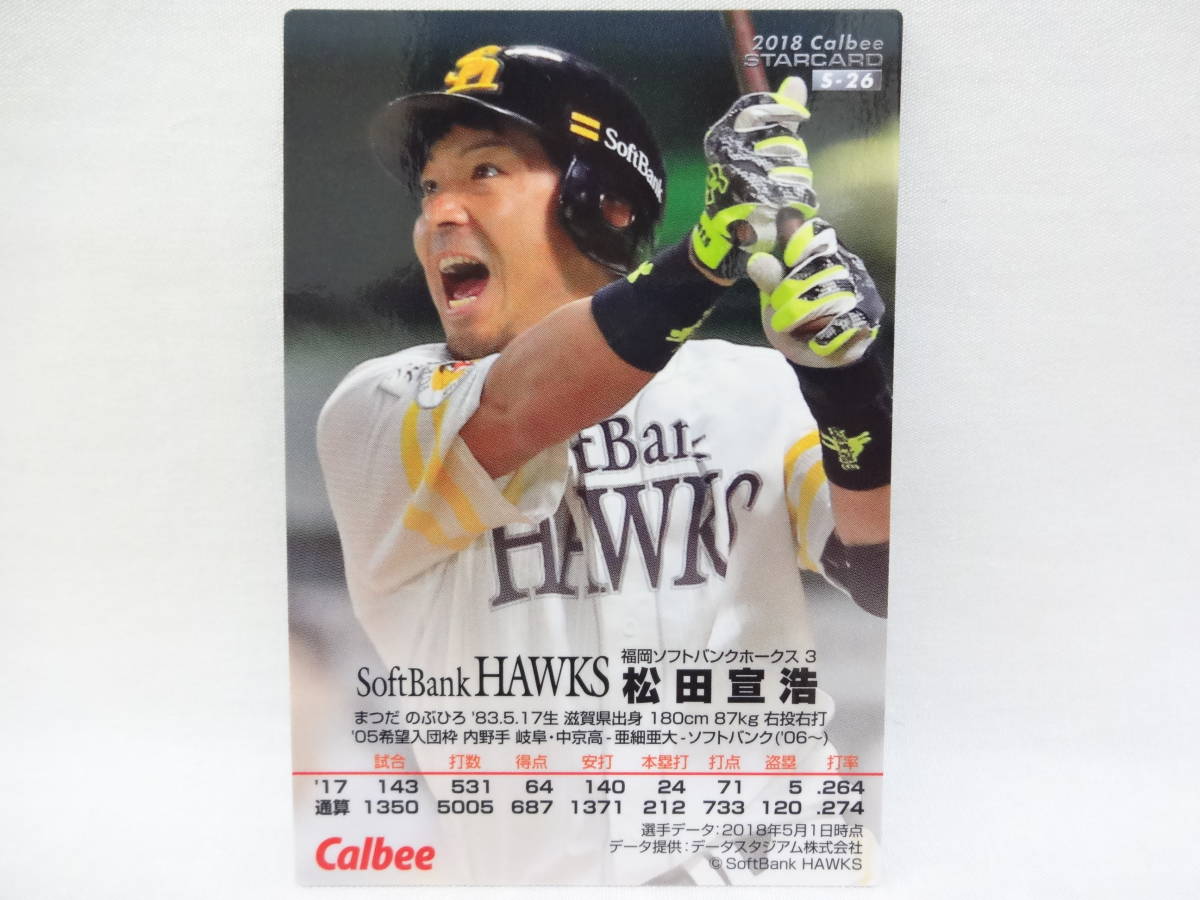 2018 Calbee
STARCARD
S-26
SoftBank
HAWKS
福岡ソフトバンクホークス 3
SoftBank HAWKS 松田宣浩
まつだ のぶひろ '83.5.17生 滋賀県出身 180cm 87kg 右投右打
'05希望入団枠 内野手 岐阜・中京高-亜細亜大-ソフトバンク('06〜)
試合 打数 得点 安打 本塁打 打点 盗塁 打率
'17 143 531 64 140 24 71 5 .264
通算 1350 5005 687 1371 212 733 120 .274
選手データ:2018年5月1日時点
データ提供:データスタジアム株式会社
© SoftBank HAWKS
Calbee